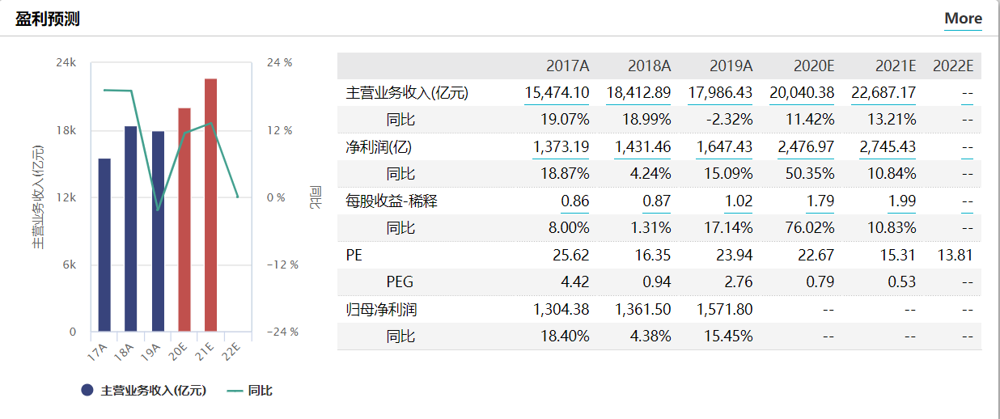 盈利预测 More
24k 24 %
18k 12 %
12k 0 %
6k −12 %
0 −24 %
主营业务收入(亿元)
同比
17A 18A 19A 20E 21E 22E
主营业务收入(亿元) 同比
2017A 2018A 2019A 2020E 2021E 2022E
主营业务收入(亿元) 15,474.10 18,412.89 17,986.43 20,040.38 22,687.17 --
同比 19.07% 18.99% -2.32% 11.42% 13.21% --
净利润(亿) 1,373.19 1,431.46 1,647.43 2,476.97 2,745.43 --
同比 18.87% 4.24% 15.09% 50.35% 10.84% --
每股收益-稀释 0.86 0.87 1.02 1.79 1.99 --
同比 8.00% 1.31% 17.14% 76.02% 10.83% --
PE 25.62 16.35 23.94 22.67 15.31 13.81
PEG 4.42 0.94 2.76 0.79 0.53 --
归母净利润 1,304.38 1,361.50 1,571.80 -- -- --
同比 18.40% 4.38% 15.45% -- -- --